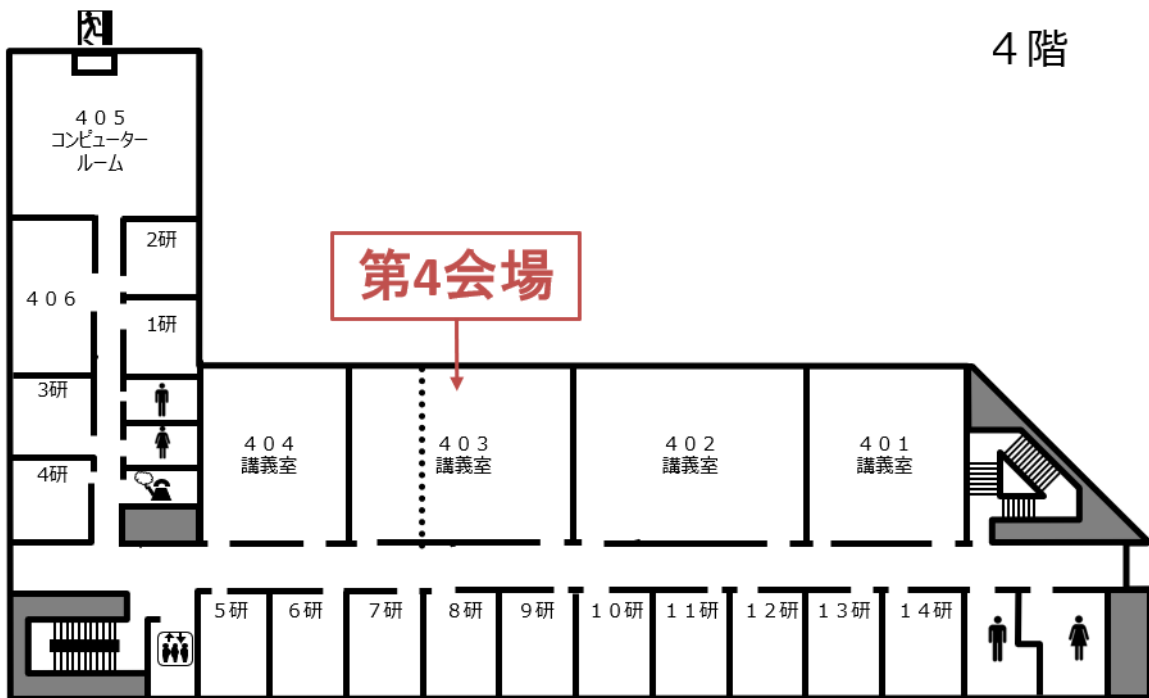 ４階
４０５
コンピューター
ルーム
2研
４０６
1研
第4会場
3研
4研
４０４
講義室
４０３
講義室
４０２
講義室
４０１
講義室
５研
６研
７研
８研
９研
１０研
１１研
１２研
１３研
１４研